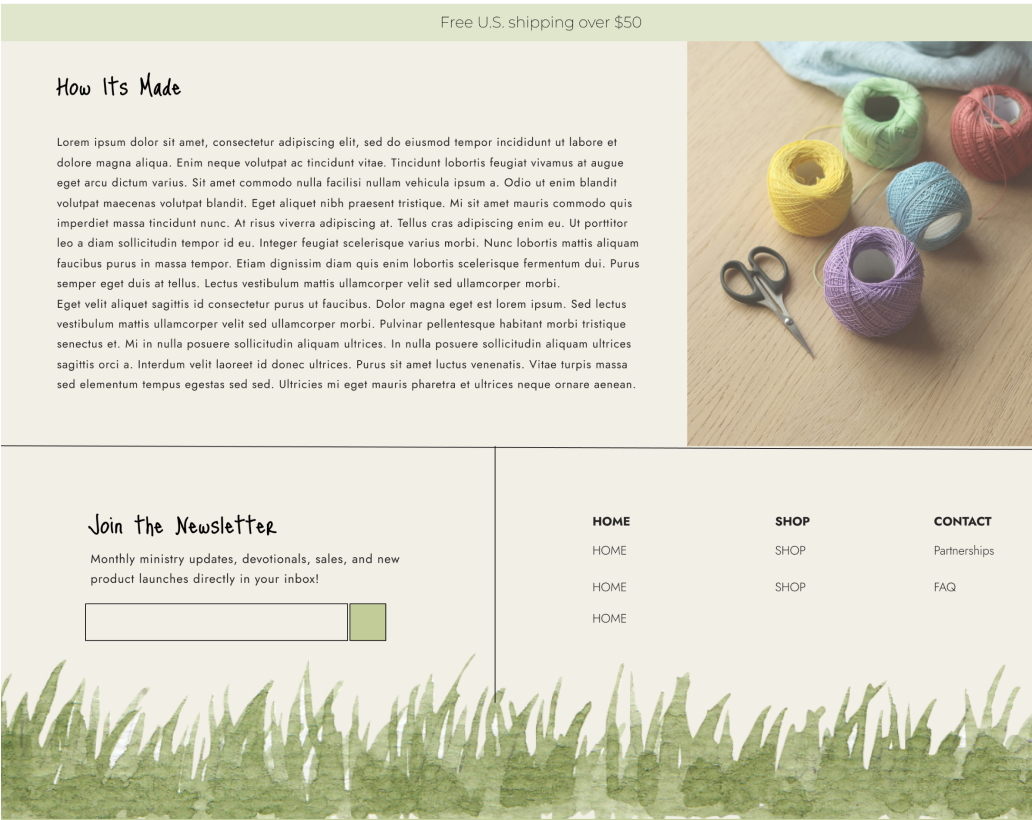 Free U.S. shipping over $50
How Its Made
Lorem ipsum dolor sit amet, consectetur adipiscing elit, sed do eiusmod tempor incididunt ut labore et
dolore magna aliqua. Enim neque volutpat ac tincidunt vitae. Tincidunt lobortis feugiat vivamus at augue
eget arcu dictum varius. Sit amet commodo nulla facilisi nullam vehicula ipsum a. Odio ut enim blandit
volutpat maecenas volutpat blandit. Eget aliquet nibh praesent tristique. Mi sit amet mauris commodo quis
imperdiet massa tincidunt nunc. At risus viverra adipiscing at. Tellus cras adipiscing enim eu. Ut porttitor
leo a diam sollicitudin tempor id eu. Integer feugiat scelerisque varius morbi. Nunc lobortis mattis aliquam
faucibus purus in massa tempor. Etiam dignissim diam quis enim lobortis scelerisque fermentum dui. Purus
semper eget duis at tellus. Lectus vestibulum mattis ullamcorper velit sed ullamcorper morbi.
Eget velit aliquet sagittis id consectetur purus ut faucibus. Dolor magna eget est lorem ipsum. Sed lectus
vestibulum mattis ullamcorper velit sed ullamcorper morbi. Pulvinar pellentesque habitant morbi tristique
senectus et. Mi in nulla posuere sollicitudin aliquam ultrices. In nulla posuere sollicitudin aliquam ultrices
sagittis orci a. Interdum velit laoreet id donec ultrices. Purus sit amet luctus venenatis. Vitae turpis massa
sed elementum tempus egestas sed sed. Ultricies mi eget mauris pharetra et ultrices neque ornare aenean.
Join the Newsletter
Monthly ministry updates, devotionals, sales, and new
product launches directly in your inbox!
HOME
HOME
HOME
HOME
SHOP
SHOP
SHOP
CONTACT
Partnerships
FAQ